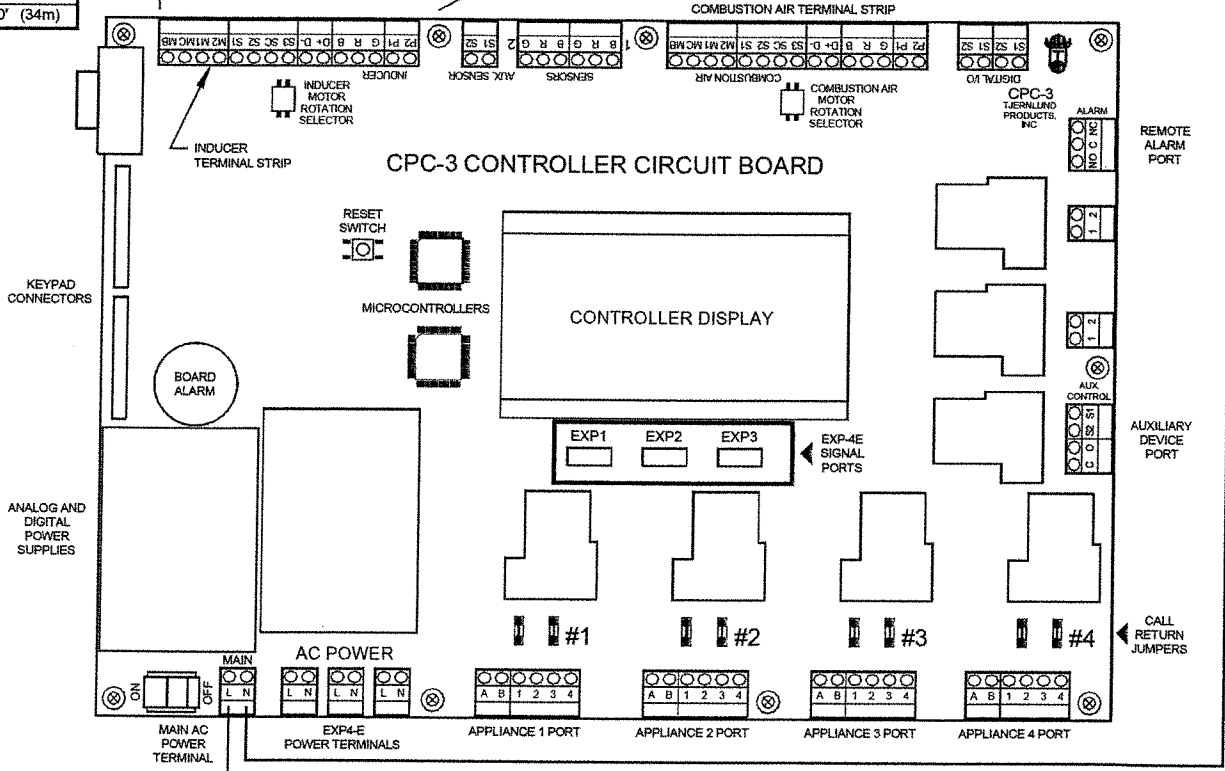 0' (34m)
COMBUSTION AIR TERMINAL STRIP
MB MC M1 M2 S1 S2 SC S3 D- D+ B R G P1 P2
S2 S1
2 G R B B R G 1
MB MC M1 M2 S1 S2 SC S3 D- D+ B R G P1 P2
S2 S1 S2 S1
INDUCER
AUX. SENSOR
SENSORS
COMBUSTION AIR
DIGITAL I/O
INDUCER
MOTOR
ROTATION
SELECTOR
COMBUSTION AIR
MOTOR
ROTATION
SELECTOR
CPC-3
TJERNLUND
PRODUCTS,
INC
ALARM
NO C NC
REMOTE
ALARM
PORT
INDUCER
TERMINAL STRIP
CPC-3 CONTROLLER CIRCUIT BOARD
RESET
SWITCH
1 2
KEYPAD
CONNECTORS
MICROCONTROLLERS
CONTROLLER DISPLAY
1 2
BOARD
ALARM
AUX.
CONTROL
C O S2 S1
AUXILIARY
DEVICE
PORT
EXP1 EXP2 EXP3
EXP-4E
SIGNAL
PORTS
ANALOG AND
DIGITAL
POWER
SUPPLIES
#1 #2 #3 #4
CALL
RETURN
JUMPERS
MAIN
AC POWER
ON OFF
L N L N L N L N
A B 1 2 3 4 A B 1 2 3 4 A B 1 2 3 4 A B 1 2 3 4
MAIN AC
POWER
TERMINAL
EXP4-E
POWER TERMINALS
APPLIANCE 1 PORT APPLIANCE 2 PORT APPLIANCE 3 PORT APPLIANCE 4 PORT